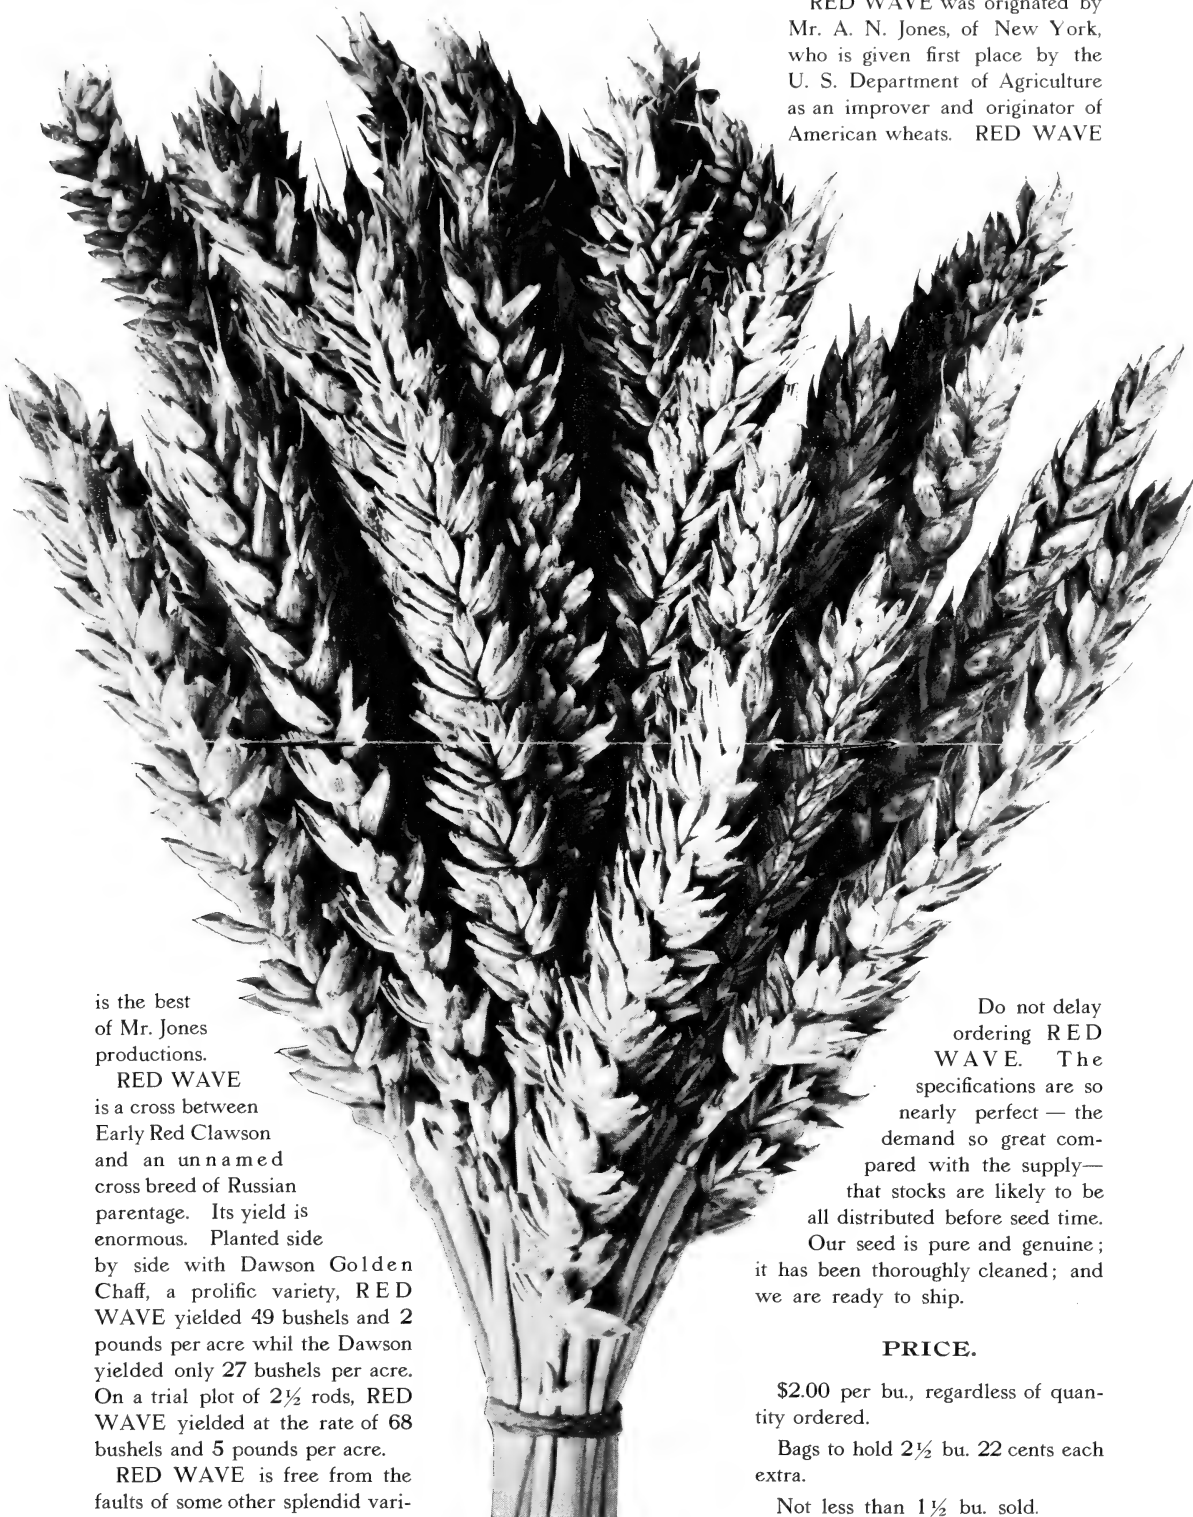 RED WAVE was orignated by
Mr. A. N. Jones, of New York,
who is given first place by the
U. S. Department of Agriculture
as an improver and originator of
American wheats. RED WAVE
is the best
of Mr. Jones
productions.
RED WAVE
is a cross between
Early Red Clawson
and an unnamed
cross breed of Russian
parentage. Its yield is
enormous. Planted side
by side with Dawson Golden
Chaff, a prolific variety, RED
WAVE yielded 49 bushels and 2
pounds per acre whil the Dawson
yielded only 27 bushels per acre.
On a trial plot of 2½ rods, RED
WAVE yielded at the rate of 68
bushels and 5 pounds per acre.
RED WAVE is free from the
faults of some other splendid vari-
Do not delay
ordering RED
WAVE. The
specifications are so
nearly perfect — the
demand so great com-
pared with the supply—
that stocks are likely to be
all distributed before seed time.
Our seed is pure and genuine;
it has been thoroughly cleaned; and
we are ready to ship.
PRICE.
$2.00 per bu., regardless of quan-
tity ordered.
Bags to hold 2½ bu. 22 cents each
extra.
Not less than 1½ bu. sold.